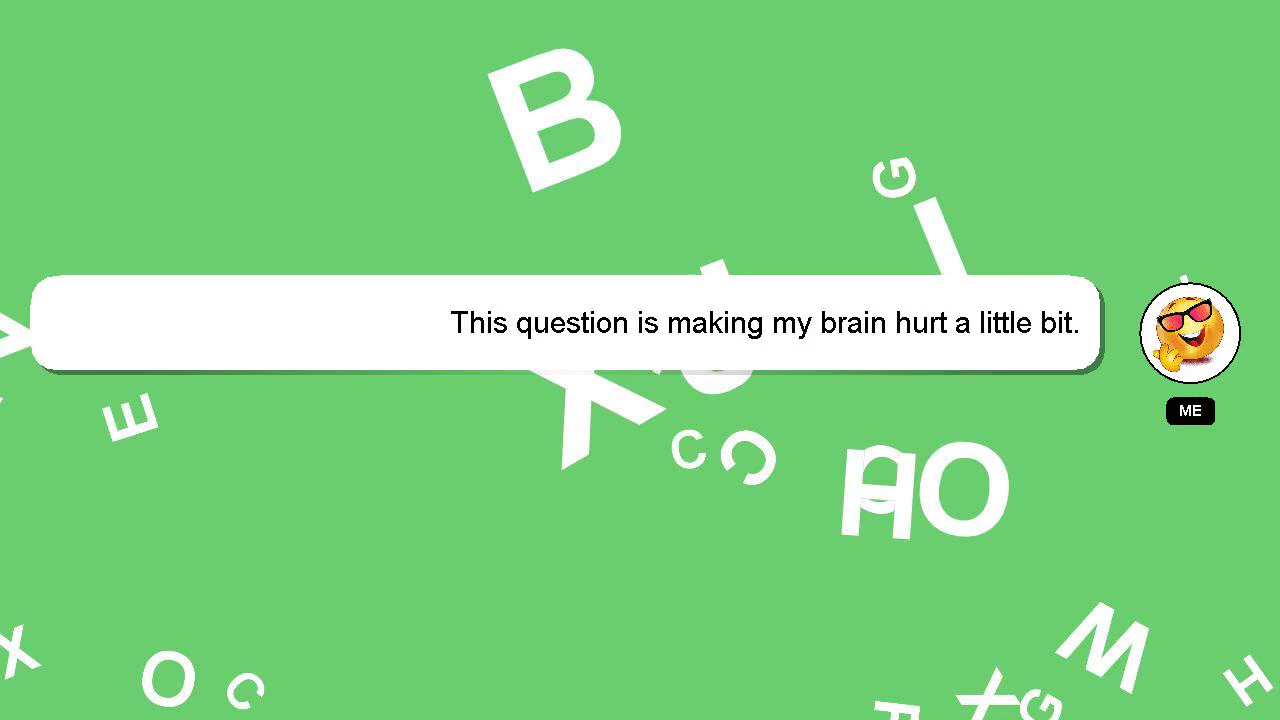 B
G
I
This question is making my brain hurt a little bit.
ME
E
X
C
C
H
O
O
M
X
O
C
H
X
G
F